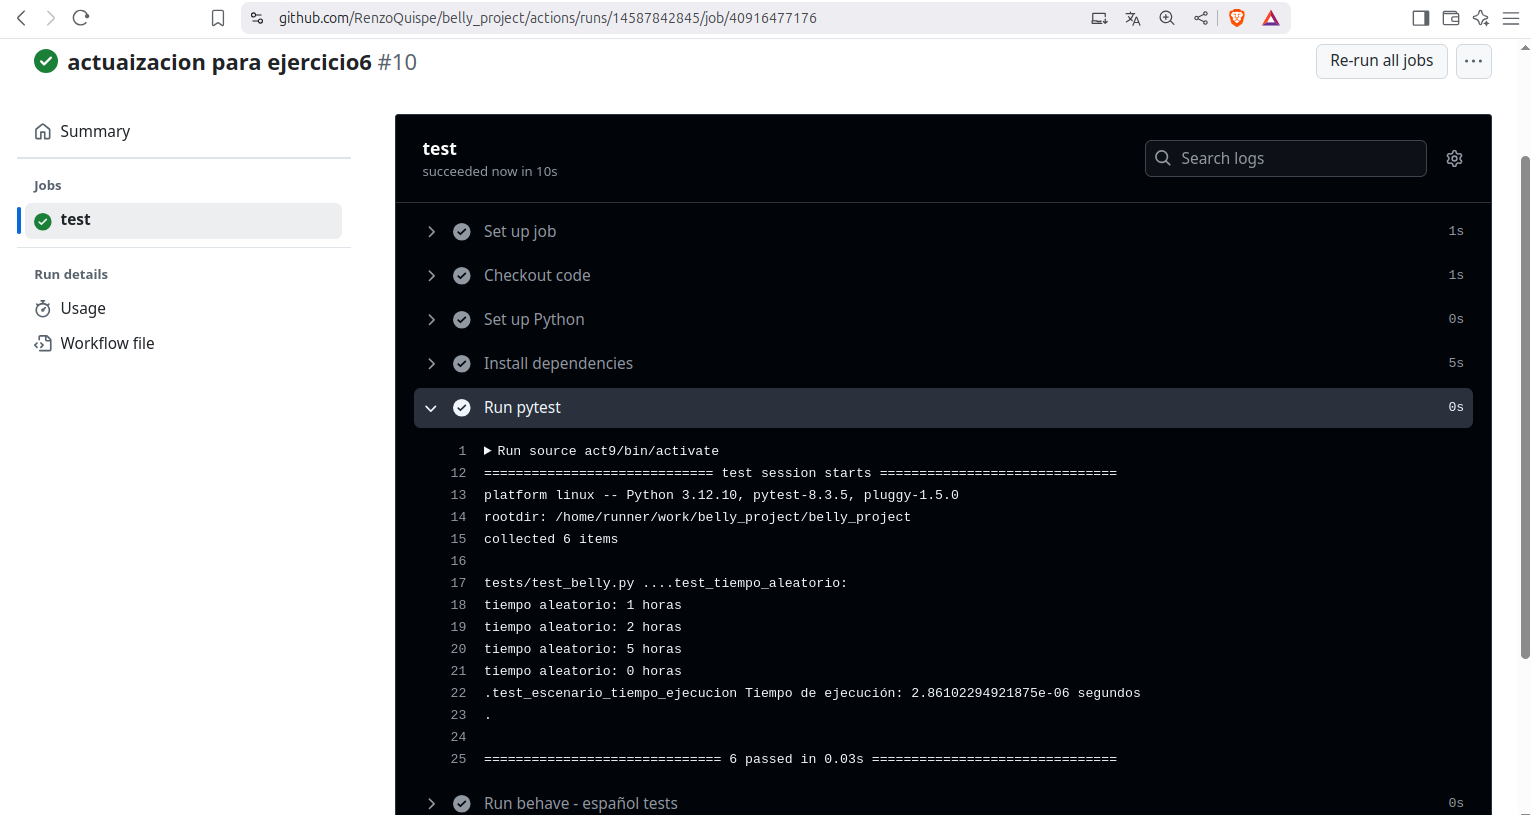 github.com/RenzoQuispe/belly_project/actions/runs/14587842845/job/40916477176
actuaizacion para ejercicio6 #10
Re-run all jobs
Summary
Jobs
test
Run details
Usage
Workflow file
test
succeeded now in 10s
Search logs
Set up job 1s
Checkout code 1s
Set up Python 0s
Install dependencies 5s
Run pytest 0s
1 Run source act9/bin/activate
12 ============================= test session starts ==============================
13 platform linux -- Python 3.12.10, pytest-8.3.5, pluggy-1.5.0
14 rootdir: /home/runner/work/belly_project/belly_project
15 collected 6 items
16
17 tests/test_belly.py ....test_tiempo_aleatorio:
18 tiempo aleatorio: 1 horas
19 tiempo aleatorio: 2 horas
20 tiempo aleatorio: 5 horas
21 tiempo aleatorio: 0 horas
22 .test_escenario_tiempo_ejecucion Tiempo de ejecución: 2.86102294921875e-06 segundos
23 .
24
25 ============================== 6 passed in 0.03s ===============================
Run behave - español tests 0s